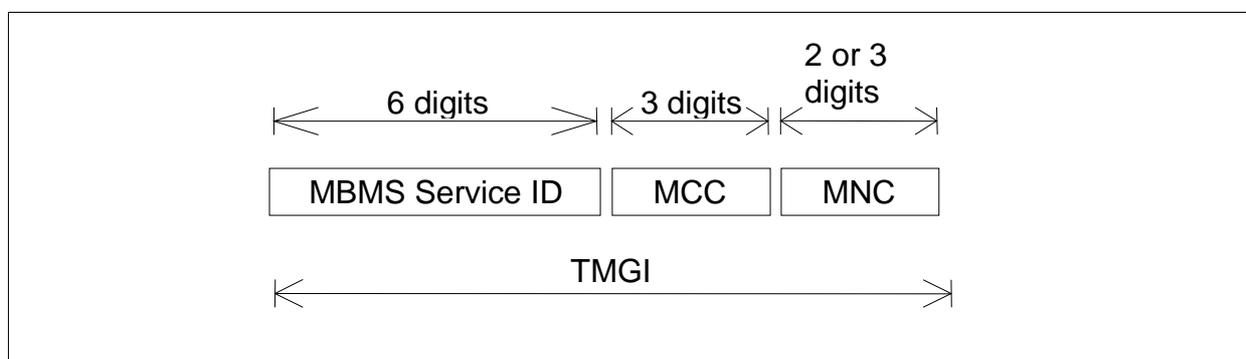 2 or 3
digits
6 digits
3 digits
MBMS Service ID
MCC
MNC
TMGI